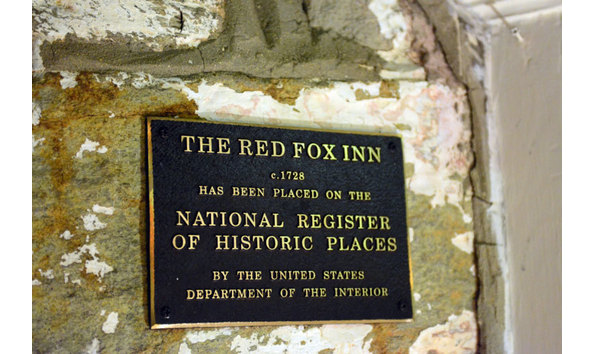 THE RED FOX INN
c.1728
HAS BEEN PLACED ON THE
NATIONAL REGISTER
OF HISTORIC PLACES
BY THE UNITED STATES
DEPARTMENT OF THE INTERIOR